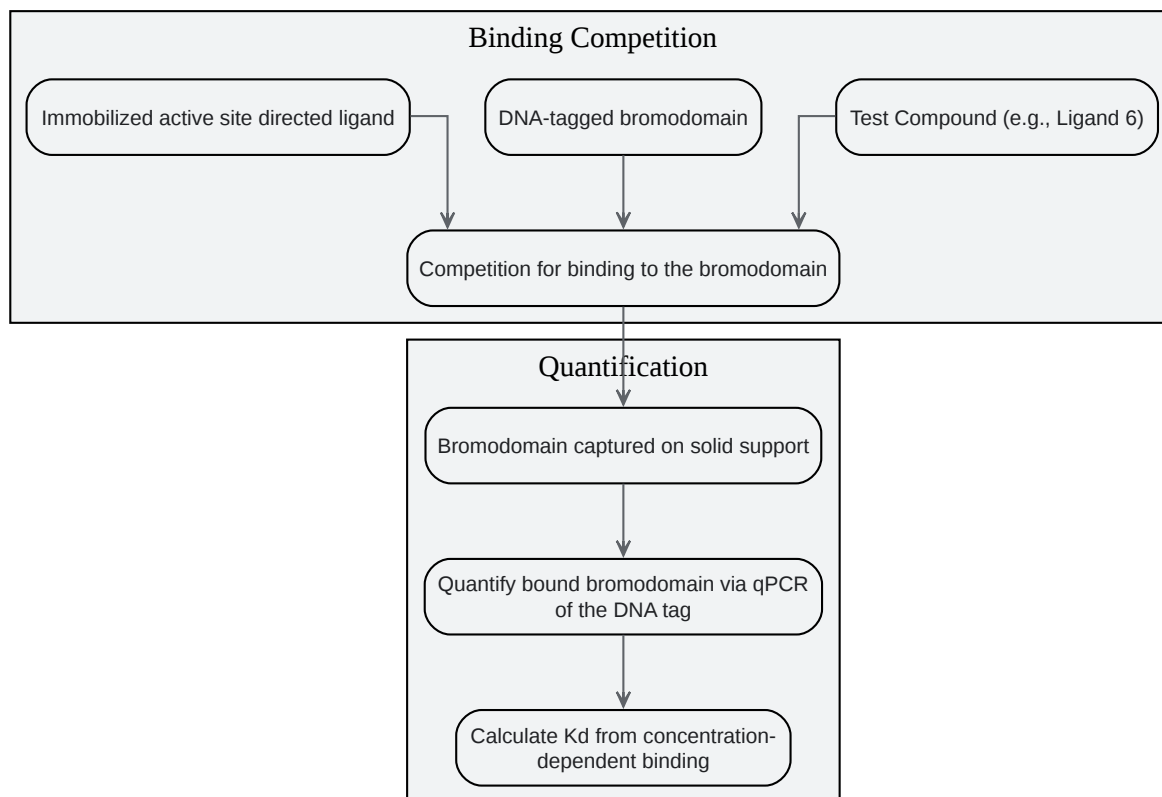 Binding Competition
Immobilized active site directed ligand
DNA-tagged bromodomain
Test Compound (e.g., Ligand 6)
Competition for binding to the bromodomain
Quantification
Bromodomain captured on solid support
Quantify bound bromodomain via qPCR
of the DNA tag
Calculate Kd from concentration-
dependent binding